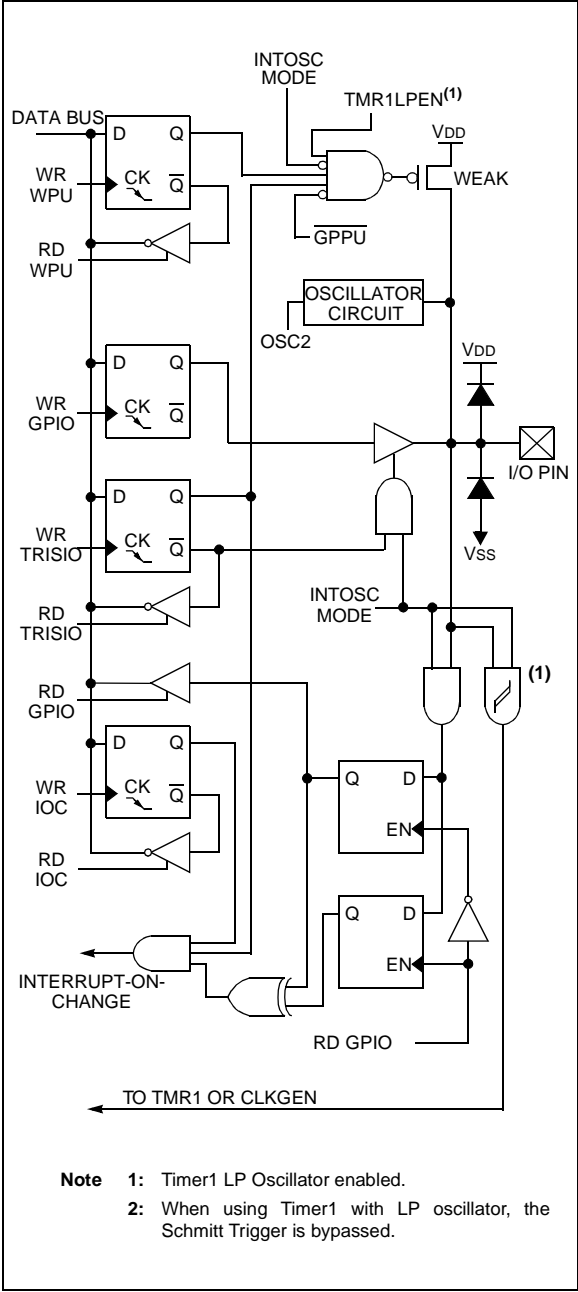 INTOSC
MODE
TMR1LPEN(1)
DATA BUS
D Q
VDD
WR
WPU
CK Q̅
WEAK
RD
WPU
G̅P̅P̅U̅
OSCILLATOR
CIRCUIT
OSC2
VDD
D Q
WR
GPIO
CK Q̅
I/O PIN
D Q
WR
TRISIO
CK Q̅
VSS
INTOSC
MODE
RD
TRISIO
(1)
RD
GPIO
D Q
Q D
WR
IOC
CK Q̅
EN
RD
IOC
Q D
EN
INTERRUPT-ON-
CHANGE
RD GPIO
TO TMR1 OR CLKGEN
Note 1: Timer1 LP Oscillator enabled.
2: When using Timer1 with LP oscillator, the
Schmitt Trigger is bypassed.